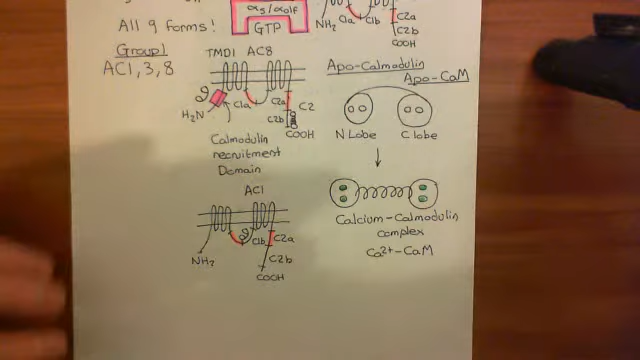 All 9 forms!
αs/αolf
GTP
NH2
C1a
C1b
C2a
C2b
COOH
Group1
AC1, 3, 8
TMD1 AC8
H2N
C1a
C2a
C2
C2b
COOH
Calmodulin
recruitment
Domain
AC1
C1b
C2a
NH2
C2b
COOH
Apo-Calmodulin
Apo-CaM
N Lobe
C lobe
Calcium-Calmodulin
complex
Ca2+-CaM